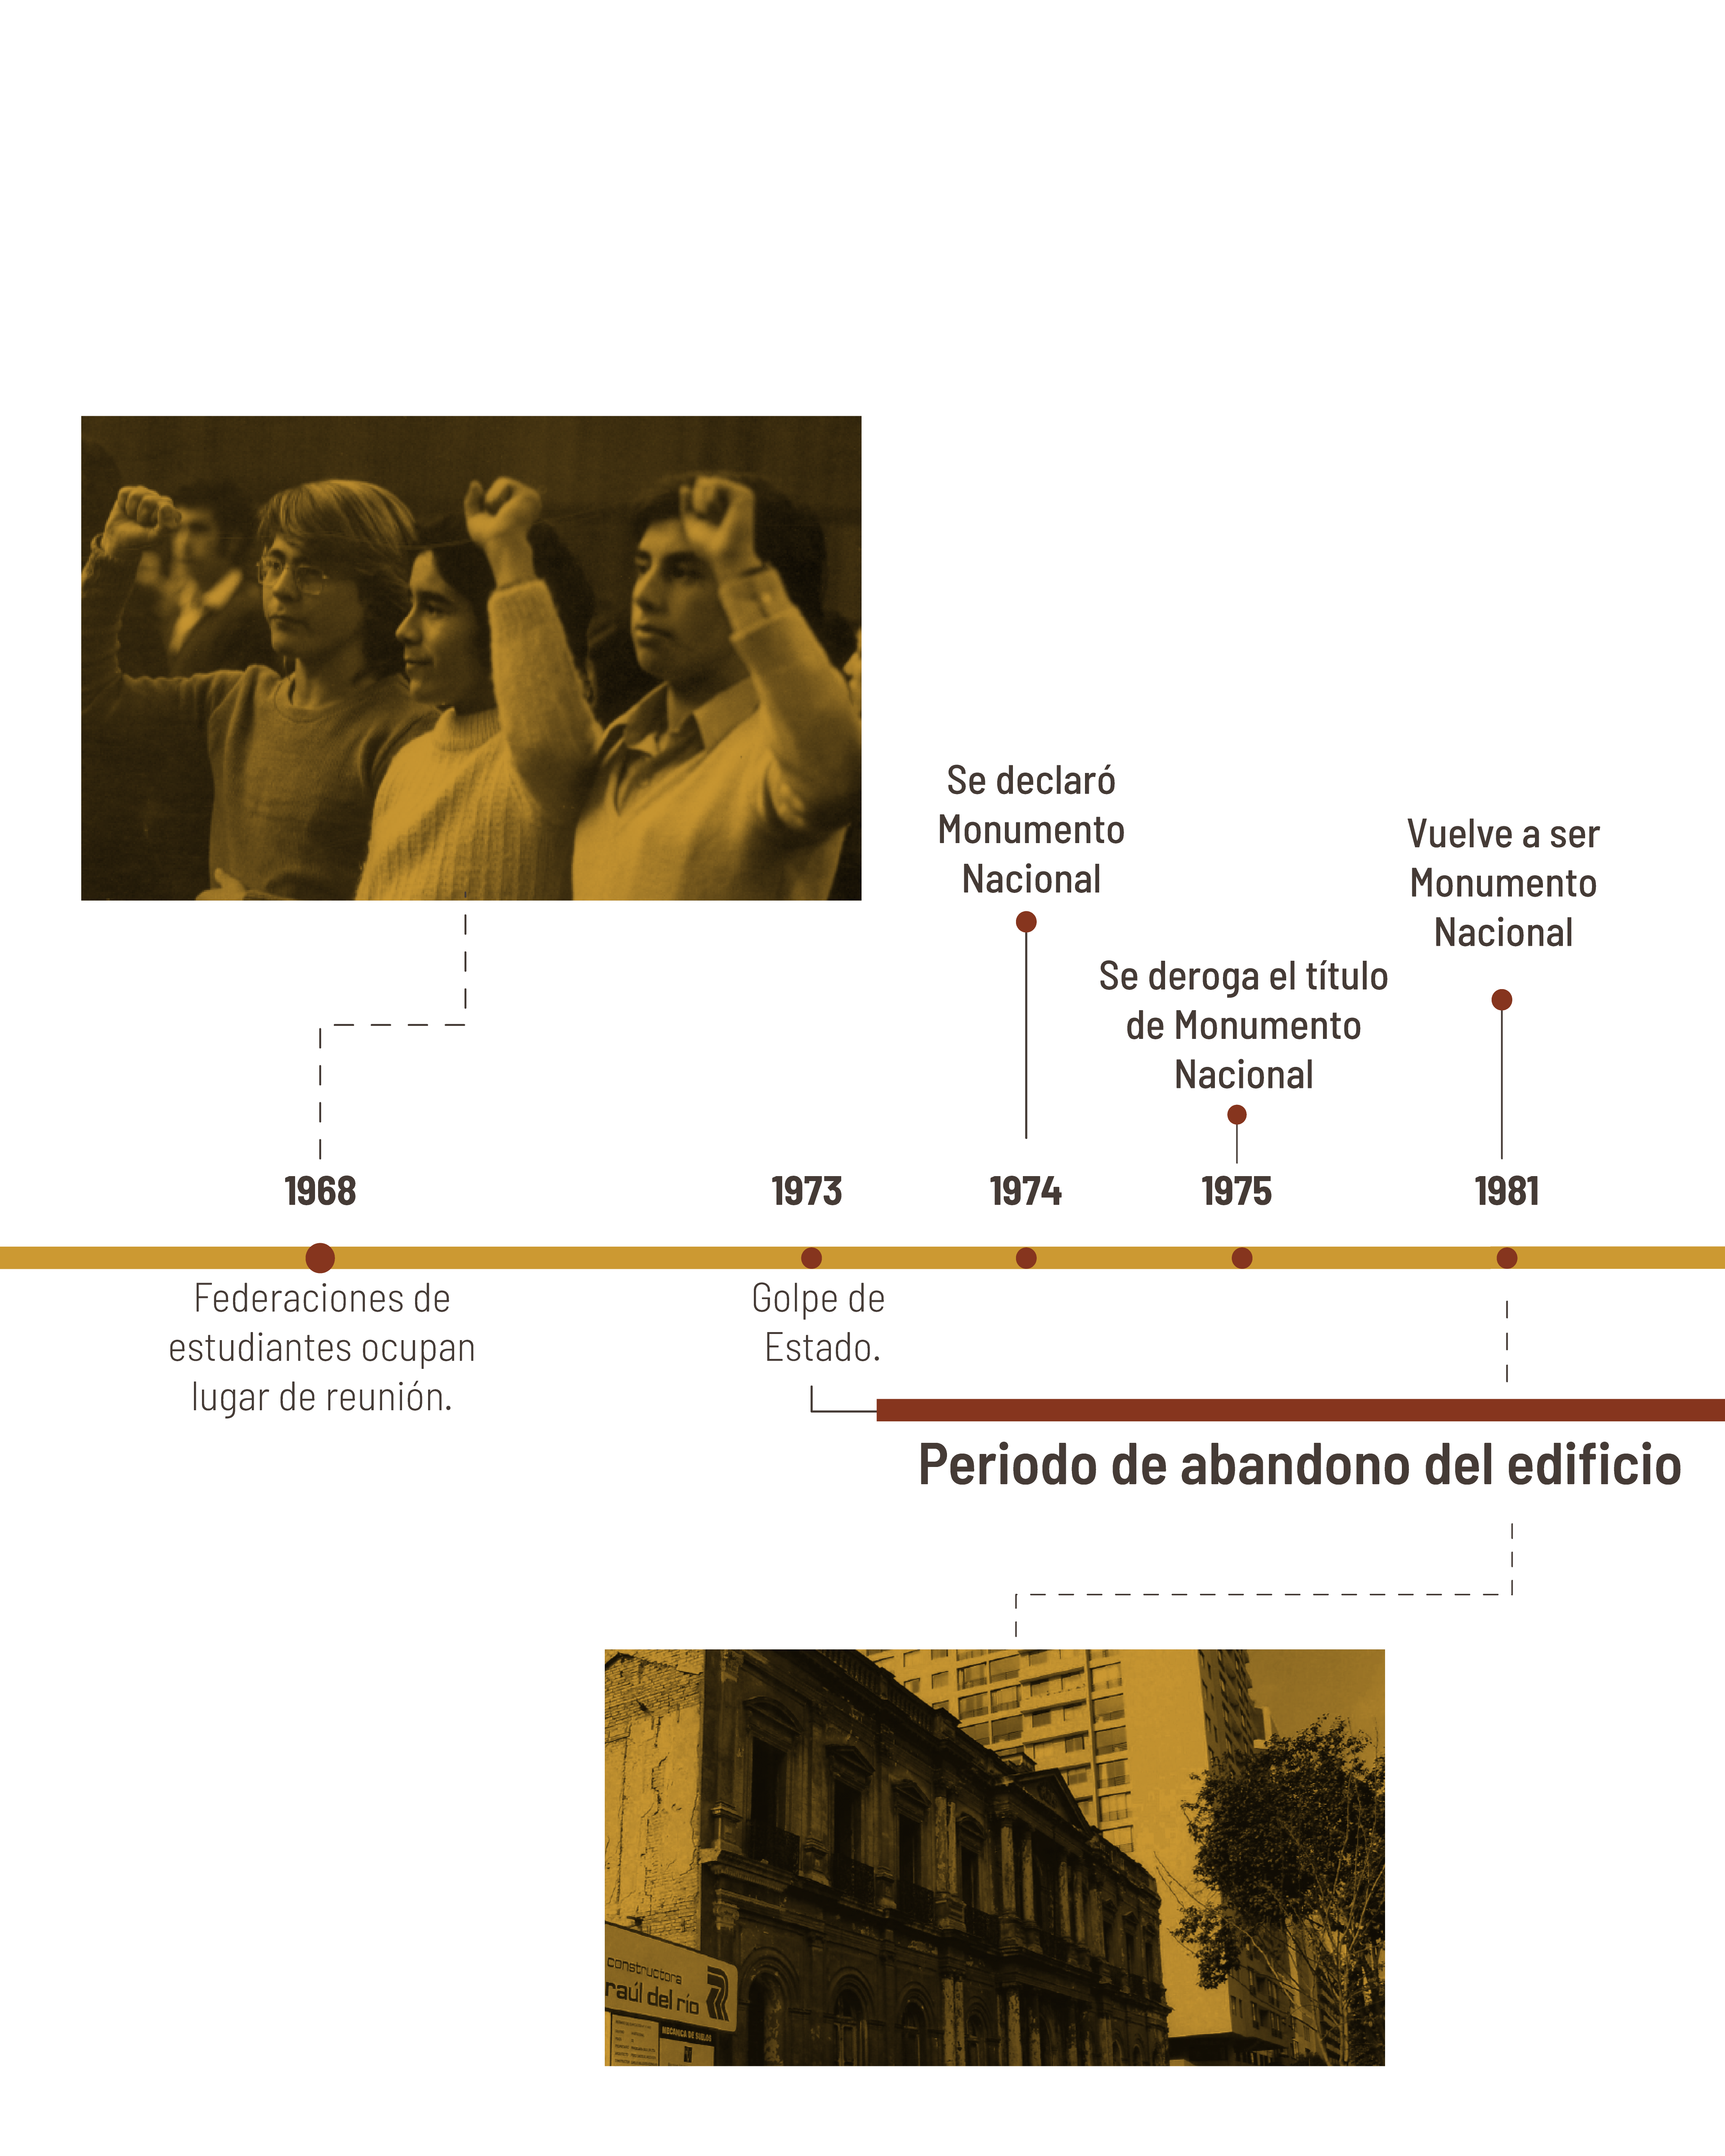 Se declaró
Monumento
Nacional
Se deroga el título
de Monumento
Nacional
Vuelve a ser
Monumento
Nacional
1968
1973
1974
1975
1981
Federaciones de
estudiantes ocupan
lugar de reunión.
Golpe de
Estado.
Periodo de abandono del edificio
constructora
raúl del río
MECANICA DE SUELOS